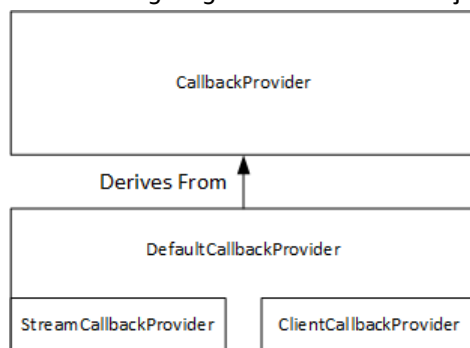 CallbackProvider
Derives From
DefaultCallbackProvider
StreamCallbackProvider
ClientCallbackProvider